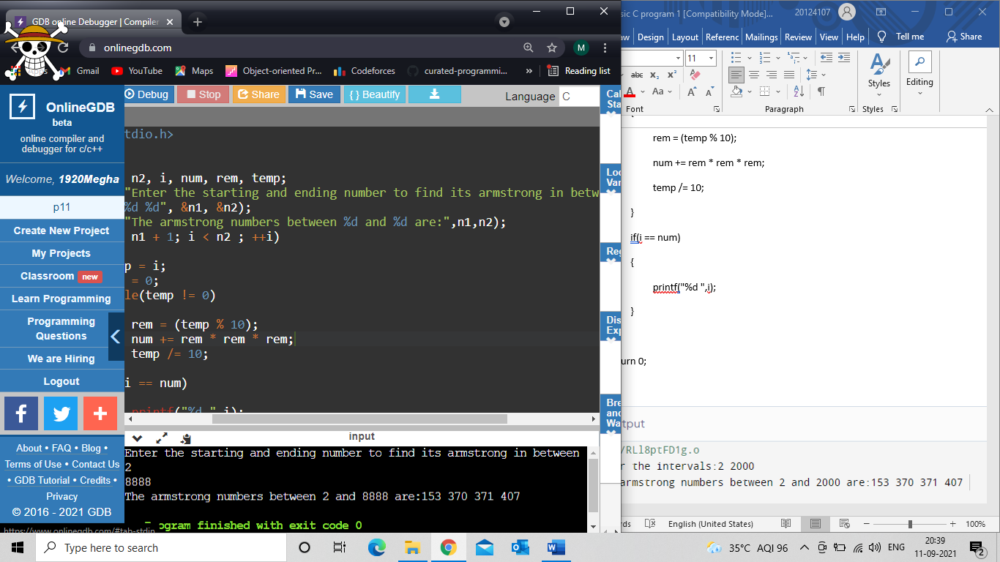 GDB online Debugger | Compiler
onlinegdb.com
M
Apps
Gmail
YouTube
Maps
Object-oriented Pr...
Codeforces
curated-programmi...
»
Reading list
OnlineGDB
beta
online compiler and
debugger for c/c++
Welcome, 1920Megha
p11
Create New Project
My Projects
Classroom new
Learn Programming
Programming
Questions
We are Hiring
Logout
About • FAQ • Blog •
Terms of Use • Contact Us
• GDB Tutorial • Credits •
Privacy
© 2016 - 2021 GDB
https://www.onlinegdb.com/#tab-stdin
Debug
Stop
Share
Save
{ } Beautify
Language C
tdio.h>
n2, i, num, rem, temp;
"Enter the starting and ending number to find its armstrong in betw
%d %d", &n1, &n2);
"The armstrong numbers between %d and %d are:",n1,n2);
n1 + 1; i < n2 ; ++i)
p = i;
= 0;
le(temp != 0)
rem = (temp % 10);
num += rem * rem * rem;
temp /= 10;
i == num)
printf("%d ",i);
Cal
Sta
Loc
Var
Reg
Dis
Exp
Bre
and
Wa
input
Enter the starting and ending number to find its armstrong in between
2
8888
The armstrong numbers between 2 and 8888 are:153 370 371 407
ogram finished with exit code 0
sic C program 1 [Compatibility Mode]...
20124107
aw
Design
Layout
Referenc
Mailings
Review
View
Help
Tell me
Share
11
abc x₂ x²
A Aa A A
Styles
Editing
Font
Paragraph
Styles
{
rem = (temp % 10);
num += rem * rem * rem;
temp /= 10;
}
if(i == num)
{
printf("%d ",i);
}
urn 0;
tput
/RLl8ptFD1g.o
r the intervals:2 2000
armstrong numbers between 2 and 2000 are:153 370 371 407
rds
English (United States)
100%
Type here to search
35°C AQI 96
ENG
20:39
11-09-2021
2